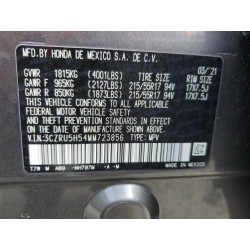 MFD.BY HONDA DE MEXICO S.A. DE C.V.
03/'21
GVWR 1815KG (4001LBS) TIRE SIZE RIM SIZE
GAWR F 965KG (2127LBS) 215/55R17 94V 17X7.5J
GAWR R 850KG (1873LBS) 215/55R17 94V 17X7.5J
THIS VEHICLE CONFORMS TO ALL APPLICABLE
FEDERAL MOTOR VEHICLE SAFETY, BUMPER, AND
THEFT PREVENTION STANDARDS IN EFFECT ON THE
DATE OF MANUFACTURE SHOWN ABOVE.
V.I.N.:3CZRU5H54MM723856 TYPE: MPV
NH797M -A -M
MADE IN MEXICO